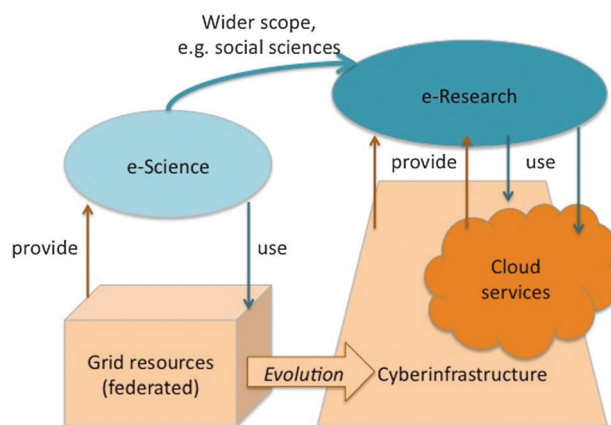 Wider scope,
e.g. social sciences
e-Research
e-Science
provide
use
provide
use
Cloud
services
Grid resources
(federated)
Evolution
Cyberinfrastructure